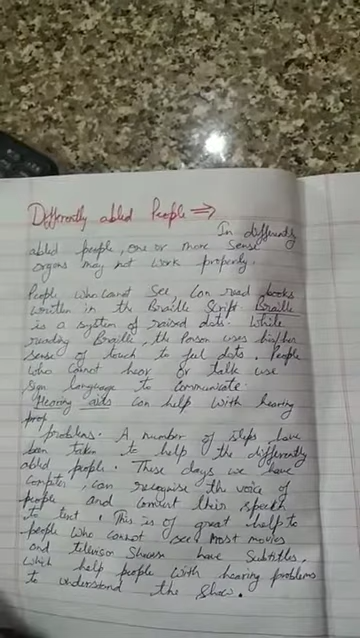 Differently abled People ⇒
In differently
abled people, one or more sense
organs may not work properly.
People who cannot see, can read books
written in the Braille Script. Braille
is a system of raised dots. While
reading Braille, the Person uses his/her
sense of touch to feel dots. People
who cannot hear or talk use
sign language to communicate.
Hearing aids can help with hearing
prob
problems. A number of steps have
been taken to help the differently
abled people. These days we have
computer, can recognise the voice of
people and convert their speech
to text. This is of great help to
people who cannot see most movies
and television Shows have Subtitles
which help people with hearing problems
to understand the show.